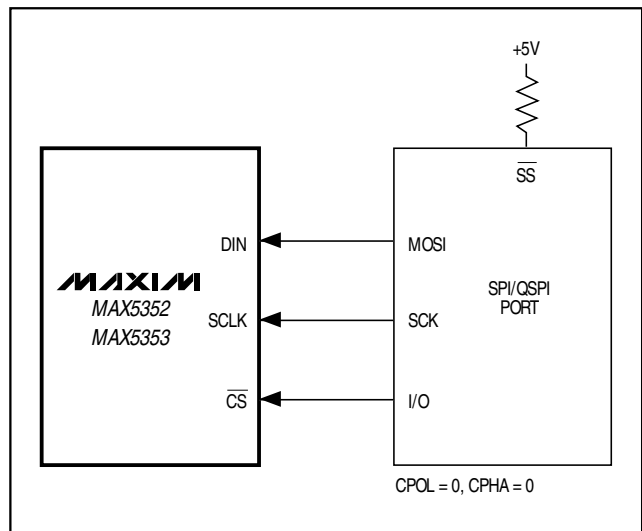 +5V
SS
DIN
MOSI
MAXIM
MAX5352
MAX5353
SPI/QSPI
PORT
SCLK
SCK
CS
I/O
CPOL = 0, CPHA = 0